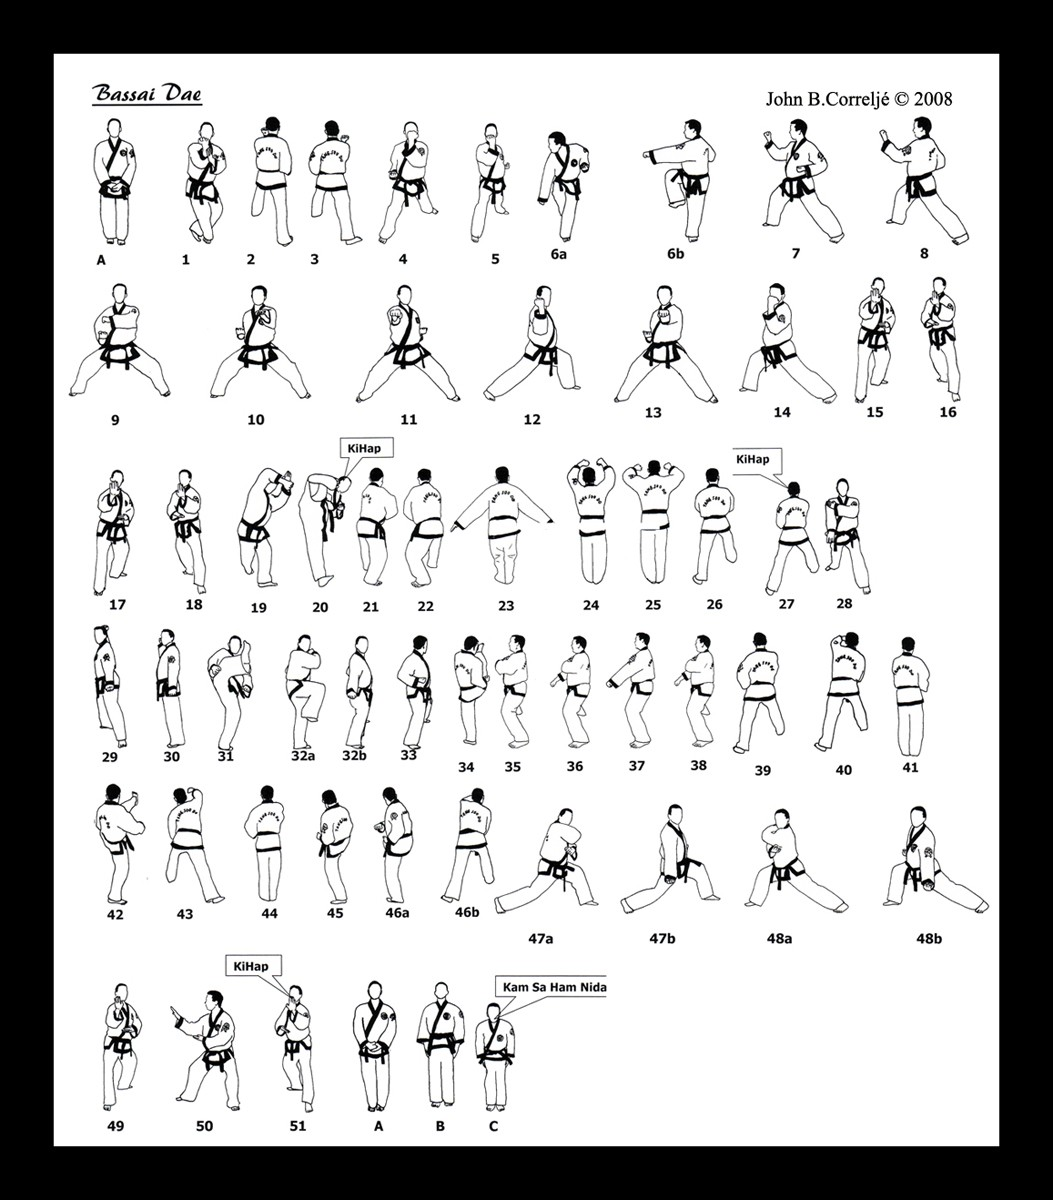 Bassai Dae
John B.Correljé © 2008
A 1 2 3 4 5 6a 6b 7 8
9 10 11 12 13 14 15 16
KiHap
KiHap
17 18 19 20 21 22 23 24 25 26 27 28
29 30 31 32a 32b 33 34 35 36 37 38 39 40 41
42 43 44 45 46a 46b 47a 47b 48a 48b
KiHap
Kam Sa Ham Nida
49 50 51 A B C